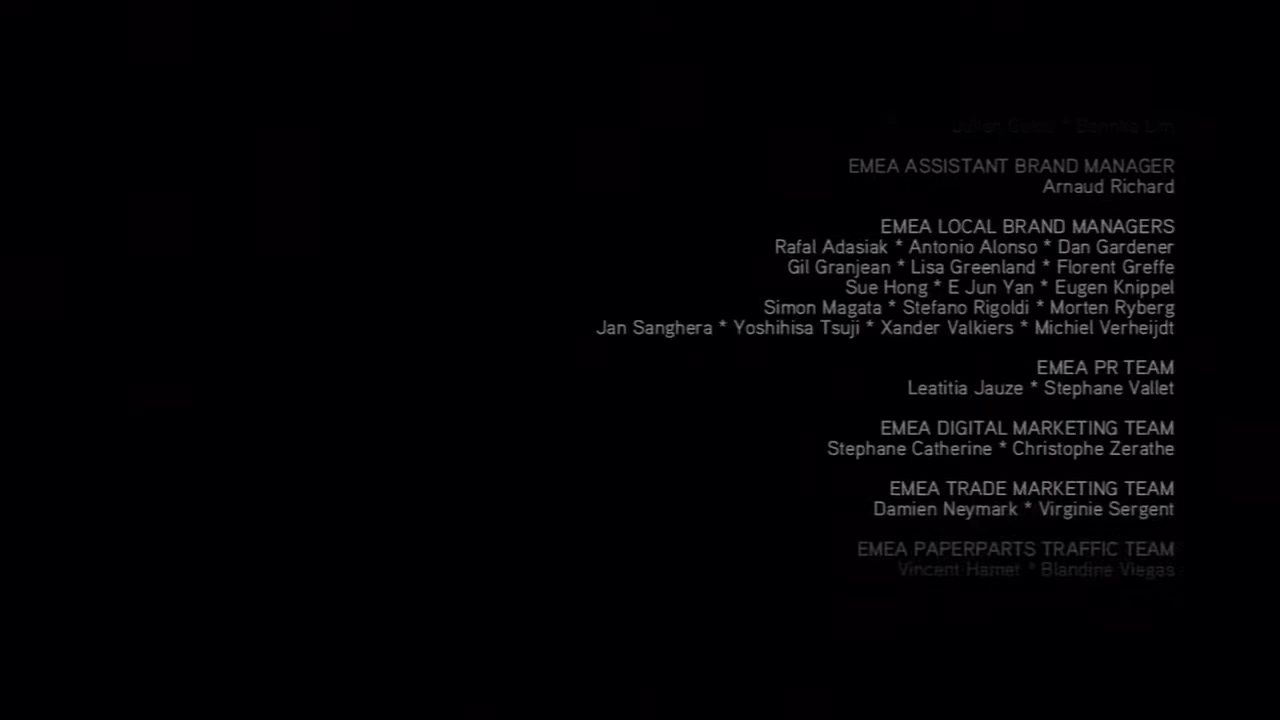 EMEA ASSISTANT BRAND MANAGER
Arnaud Richard
EMEA LOCAL BRAND MANAGERS
Rafal Adasiak * Antonio Alonso * Dan Gardener
Gil Granjean * Lisa Greenland * Florent Greffe
Sue Hong * E Jun Yan * Eugen Knippel
Simon Magata * Stefano Rigoldi * Morten Ryberg
Jan Sanghera * Yoshihisa Tsuji * Xander Valkiers * Michiel Verheijdt
EMEA PR TEAM
Leatitia Jauze * Stephane Vallet
EMEA DIGITAL MARKETING TEAM
Stephane Catherine * Christophe Zerathe
EMEA TRADE MARKETING TEAM
Damien Neymark * Virginie Sergent
EMEA PAPERPARTS TRAFFIC TEAM
Vincent Hamet * Blandine Viegas